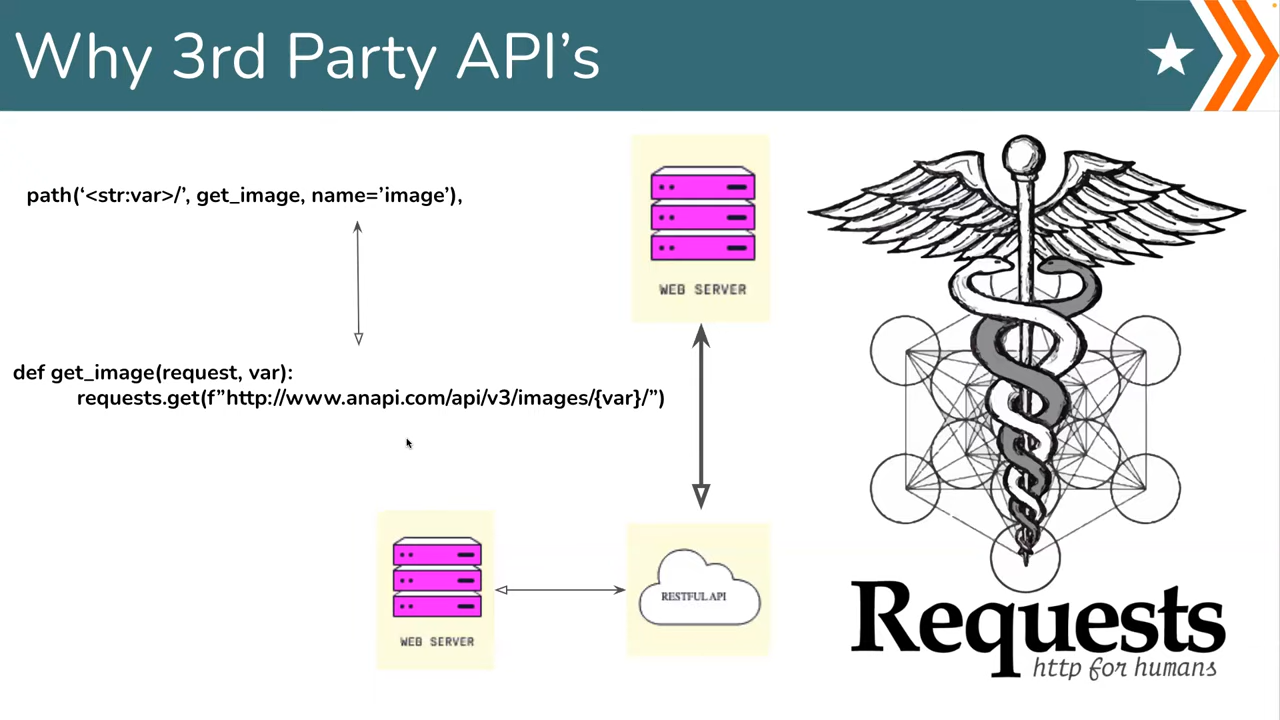 Why 3rd Party API’s
path(‘<str:var>/’, get_image, name=’image’),
def get_image(request, var):
requests.get(f”http://www.anapi.com/api/v3/images/{var}/”)
WEB SERVER
WEB SERVER
RESTFUL API
Requests
http for humans